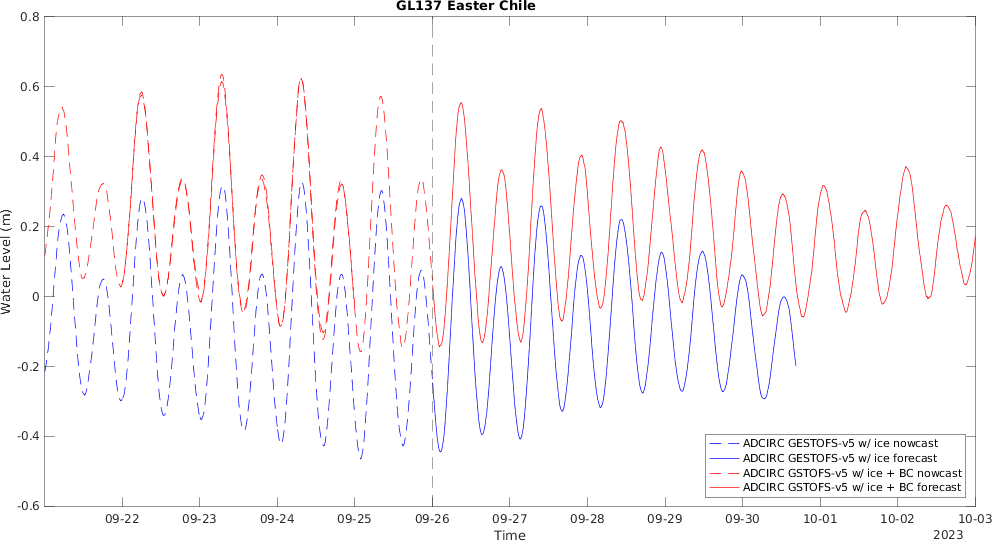 GL137 Easter Chile
0.8
0.6
0.4
0.2
0
-0.2
-0.4
-0.6
Water Level (m)
09-22 09-23 09-24 09-25 09-26 09-27 09-28 09-29 09-30 10-01 10-02 10-03
Time
2023
ADCIRC GESTOFS-v5 w/ ice nowcast
ADCIRC GESTOFS-v5 w/ ice forecast
ADCIRC GSTOFS-v5 w/ ice + BC nowcast
ADCIRC GSTOFS-v5 w/ ice + BC forecast